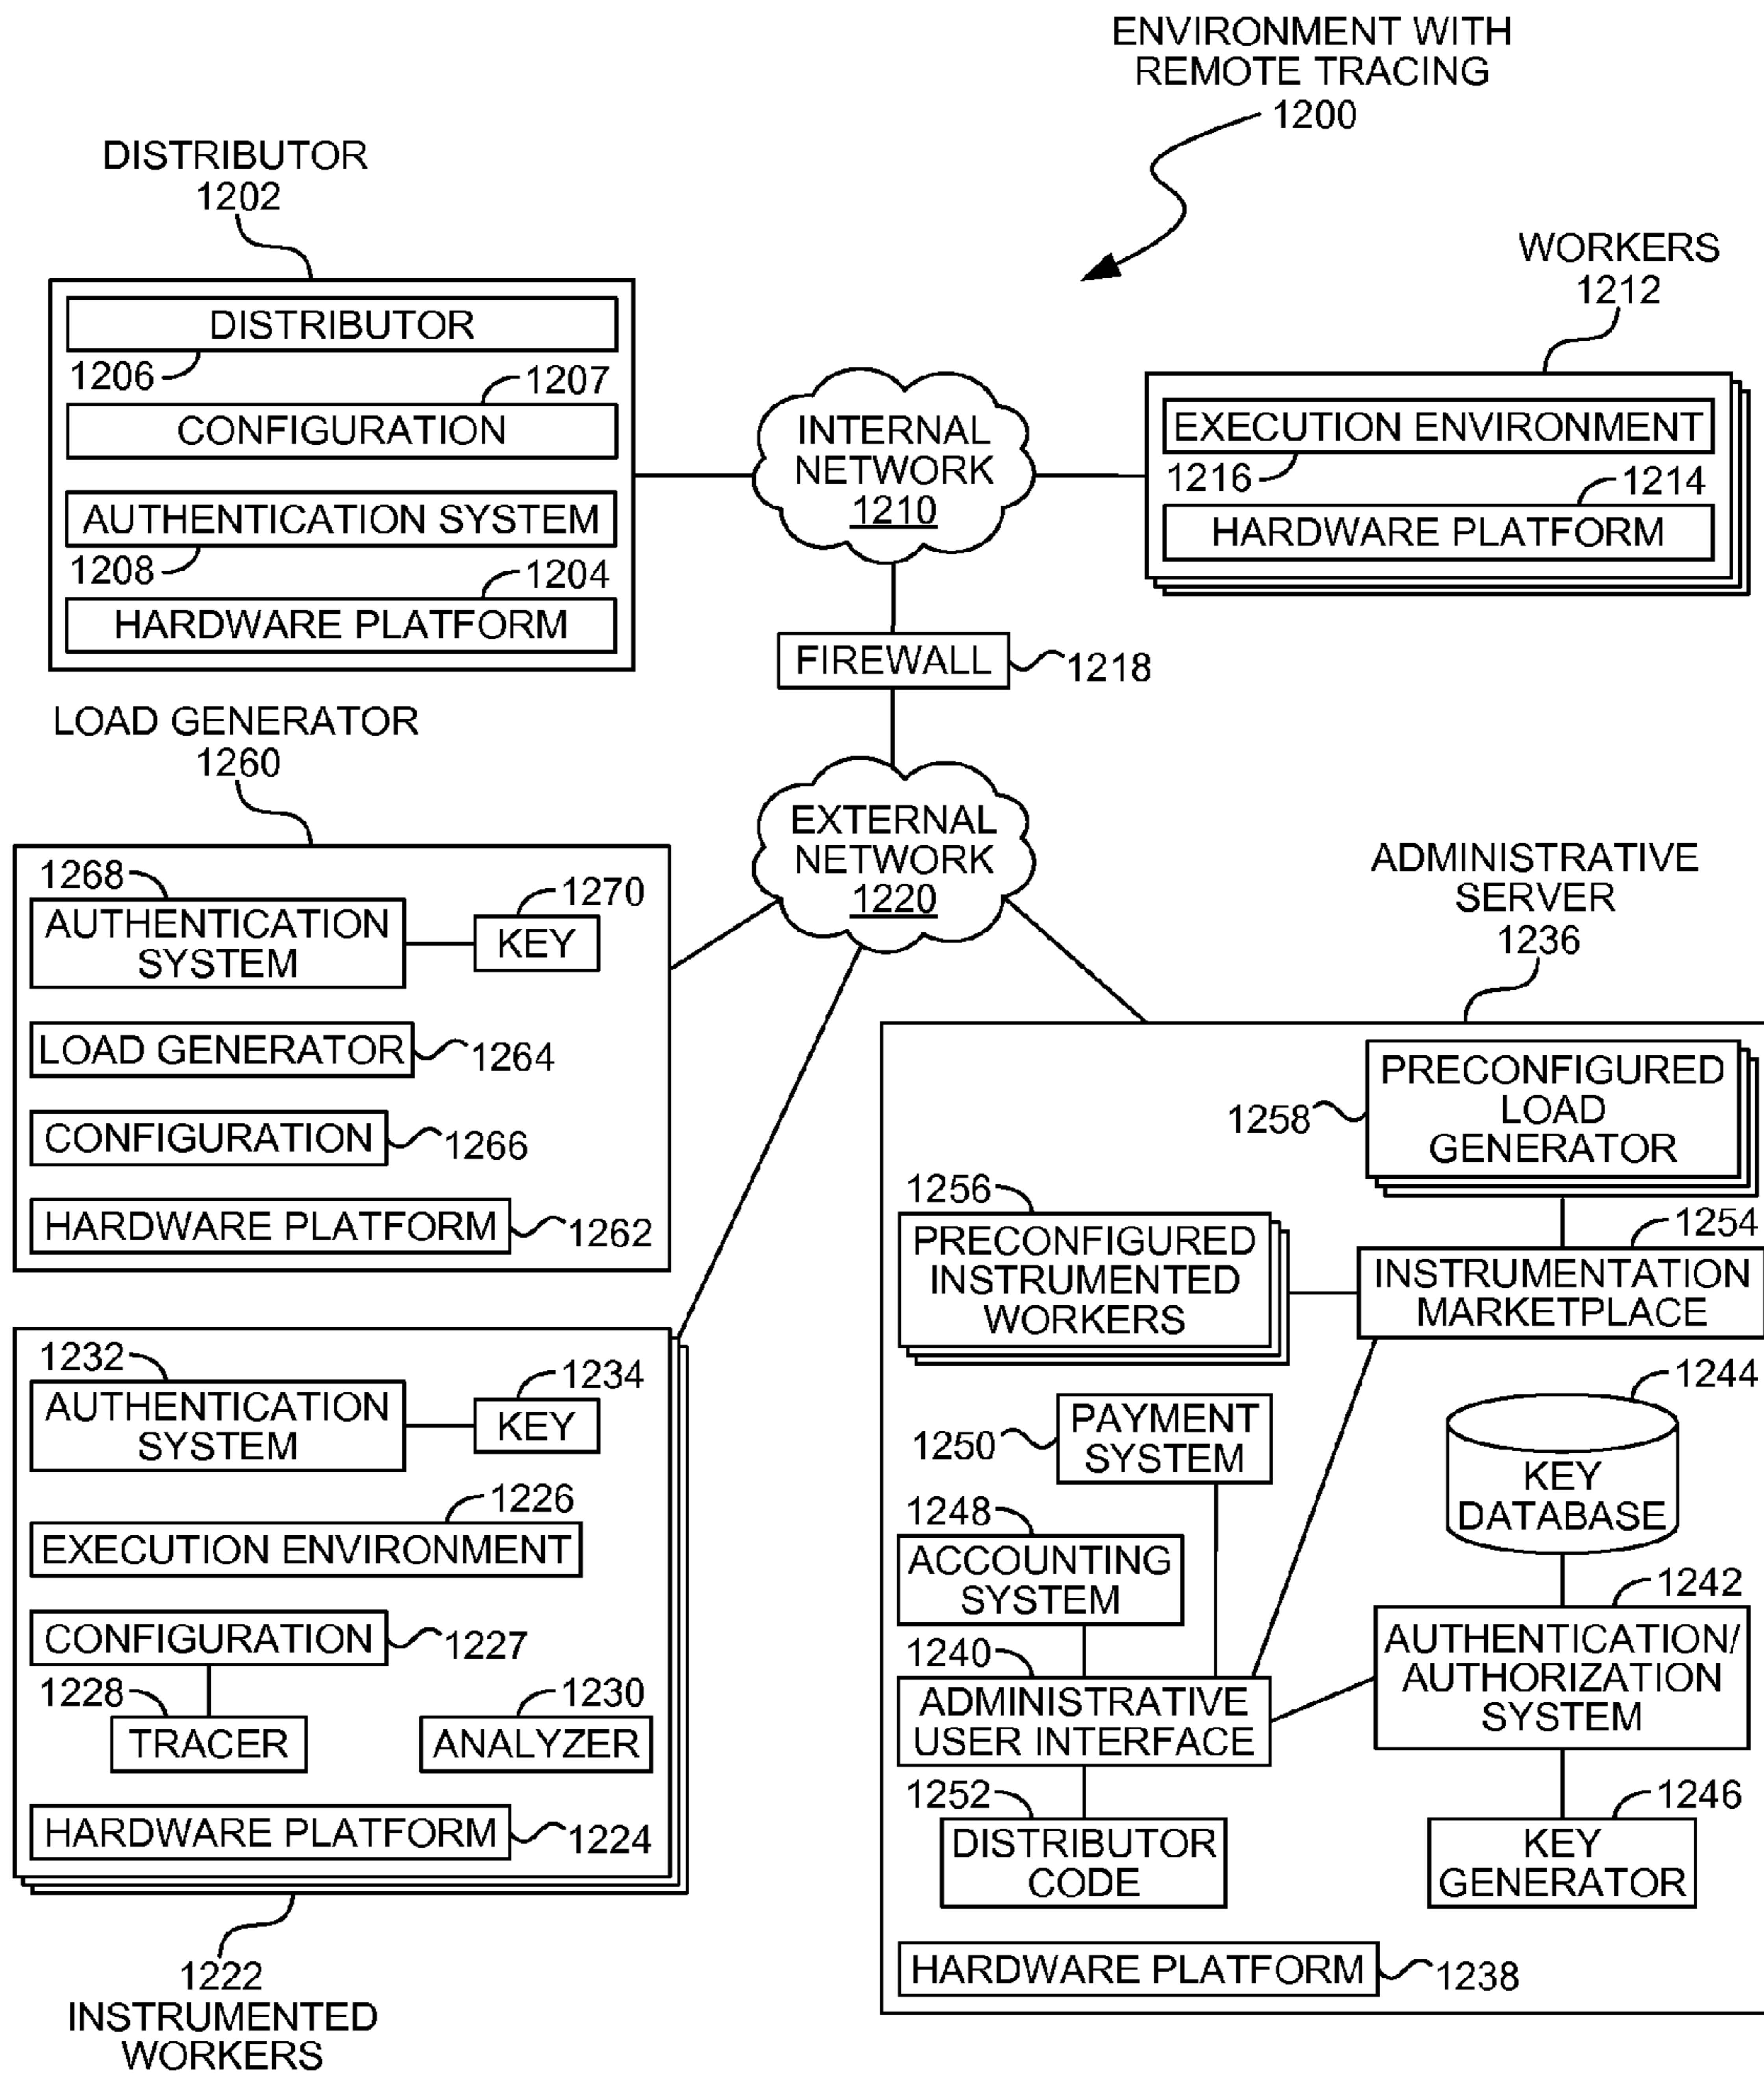 ENVIRONMENT WITH
REMOTE TRACING
1200
DISTRIBUTOR
1202
DISTRIBUTOR
1206
1207
CONFIGURATION
AUTHENTICATION SYSTEM
1208
1204
HARDWARE PLATFORM
INTERNAL
NETWORK
1210
WORKERS
1212
EXECUTION ENVIRONMENT
1216
1214
HARDWARE PLATFORM
FIREWALL
1218
EXTERNAL
NETWORK
1220
LOAD GENERATOR
1260
1268
AUTHENTICATION
SYSTEM
1270
KEY
LOAD GENERATOR
1264
CONFIGURATION
1266
HARDWARE PLATFORM
1262
1232
AUTHENTICATION
SYSTEM
1234
KEY
1226
EXECUTION ENVIRONMENT
CONFIGURATION
1227
1228
TRACER
1230
ANALYZER
HARDWARE PLATFORM
1224
1222
INSTRUMENTED
WORKERS
ADMINISTRATIVE
SERVER
1236
PRECONFIGURED
LOAD
GENERATOR
1258
1256
PRECONFIGURED
INSTRUMENTED
WORKERS
1254
INSTRUMENTATION
MARKETPLACE
1250
PAYMENT
SYSTEM
1244
KEY
DATABASE
1248
ACCOUNTING
SYSTEM
1242
AUTHENTICATION/
AUTHORIZATION
SYSTEM
1240
ADMINISTRATIVE
USER INTERFACE
1252
DISTRIBUTOR
CODE
1246
KEY
GENERATOR
HARDWARE PLATFORM
1238